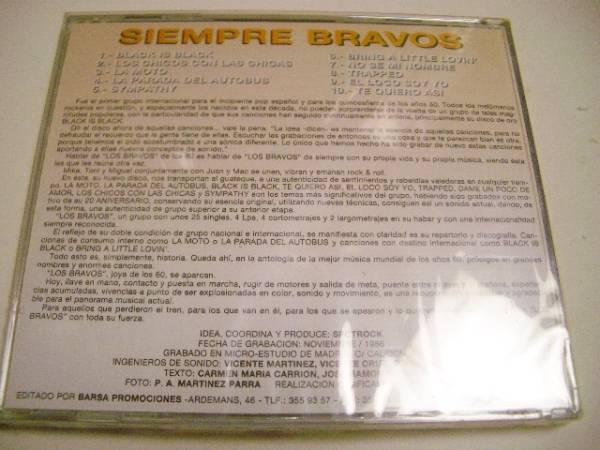 SIEMPRE BRAVOS
1.- BLACK IS BLACK
2.- LOS CHICOS CON LAS CHICAS
3.- LA MOTO
4.- LA PARADA DEL AUTOBUS
5.- SYMPATHY
6.- BRING A LITTLE LOVIN'
7.- NO SE MI NOMBRE
8.- TRAPPED
9.- EL LOCO SOY YO
10.- TE QUIERO ASI
Fue el primer grupo internacional para el incipiente pop español y para los quinceañeros de los años 60. Todos los melómanos
rockeros en cuestión, y especialmente los nacidos en esta década, no pueden sorprenderse de la vuelta de un grupo de tales mag-
nitudes populares, con la particularidad de que sus canciones han seguido continuamente en antena, principalmente su disco de oro
BLACK IS BLACK.
Oir el disco ahora de aquellas canciones... vale la pena. "La idea -dicen- es mantener la esencia de aquellas canciones, para no
defraudar el recuerdo que la gente tiene de ellas. Escuchar las grabaciones de entonces es una cosa y que te parezcan bien es otra,
porque tenemos el oído acostumbrado a una sónica diferente. Lo único que hemos hecho ha sido grabar de nuevo estas canciones
aportando a ellas nuevos conceptos de sonido."
Hablar de "LOS BRAVOS" de los 80 es hablar de "LOS BRAVOS" de siempre con su propia vida y su propia música, siendo ésta
las que les reúne otra vez.
Mike, Toni y Miguel conjuntamente con Juan y Mac se unen, vibran y emanan rock & roll.
En este, su nuevo disco, nos transportan al guateque, a una autenticidad de sentimientos y rebeldías valederas en cualquier tiem-
po. LA MOTO, LA PARADA DEL AUTOBUS, BLACK IS BLACK, TE QUIERO ASI, EL LOCO SOY YO, TRAPPED, DAME UN POCO DE
AMOR, LOS CHICOS CON LAS CHICAS y SYMPATHY son los temas más significativos del grupo, habiendo sido grabados con mo-
tivo de su 20 ANIVERSARIO, conservando su esencia original, utilizando nuevas técnicas, consiguen así un sonido actual, dando, de
esta forma, una autenticidad de grupo superior a su anterior etapa.
"LOS BRAVOS", un grupo con unos 25 singles, 4 Lps, 4 cortometrajes y 2 largometrajes en su haber y con una internacionalidad
siempre reconocida.
El reflejo de su doble condición de grupo nacional e internacional, se manifiesta con claridad es su repertorio y discografía. Can-
ciones de consumo interno como LA MOTO o LA PARADA DEL AUTOBUS y canciones con destino internacional como BLACK IS
BLACK o BRING A LITTLE LOVIN'.
Todo esto es, simplemente, historia. Queda ahí, en la antología de la mejor música mundial de los años 60, prólogos en grandes
nombres y enormes canciones.
"LOS BRAVOS", joya de los 60, se aparcan.
Hoy, llave en mano, contacto y puesta en marcha, rugir de motores y salida de meta, puente entre
suertes acumuladas, vivencias a punto de ser explosionadas en color, sonido y movimiento, es un
ble para el panorama musical actual.
Para aquellos que perdieron el tren, para los que van en él, para los que se apearon y lo
BRAVOS" con toda su fuerza.
IDEA, COORDINA Y PRODUCE:
FECHA DE GRABACION: NOVIEMBRE / 1986
GRABADO EN MICRO-ESTUDIO DE
INGENIEROS DE SONIDO: VICENTE MARTINEZ,
TEXTO: CARMEN MARIA CARRION,
FOTO: P. A. MARTINEZ PARRA REALIZACION
EDITADO POR BARSA PROMOCIONES -ARDEMANS, 46 - TLF.: 355 93 57